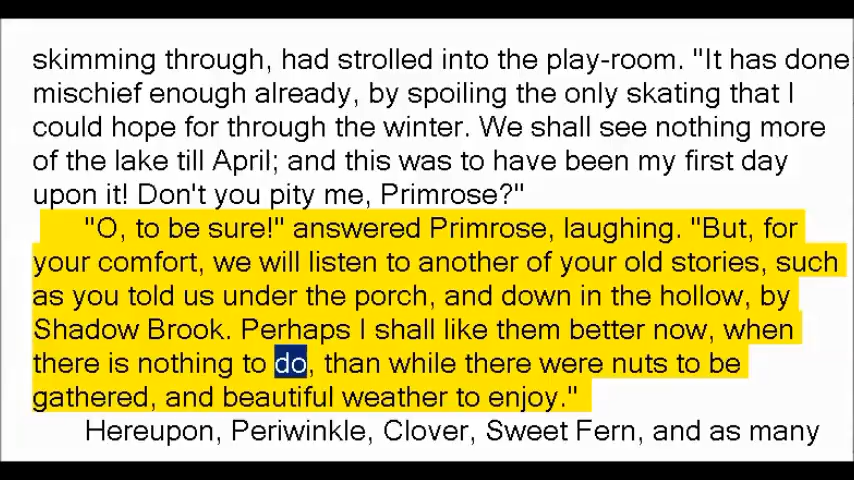 skimming through, had strolled into the play-room. "It has done
mischief enough already, by spoiling the only skating that I
could hope for through the winter. We shall see nothing more
of the lake till April; and this was to have been my first day
upon it! Don't you pity me, Primrose?"
"O, to be sure!" answered Primrose, laughing. "But, for
your comfort, we will listen to another of your old stories, such
as you told us under the porch, and down in the hollow, by
Shadow Brook. Perhaps I shall like them better now, when
there is nothing to do, than while there were nuts to be
gathered, and beautiful weather to enjoy."
Hereupon, Periwinkle, Clover, Sweet Fern, and as many